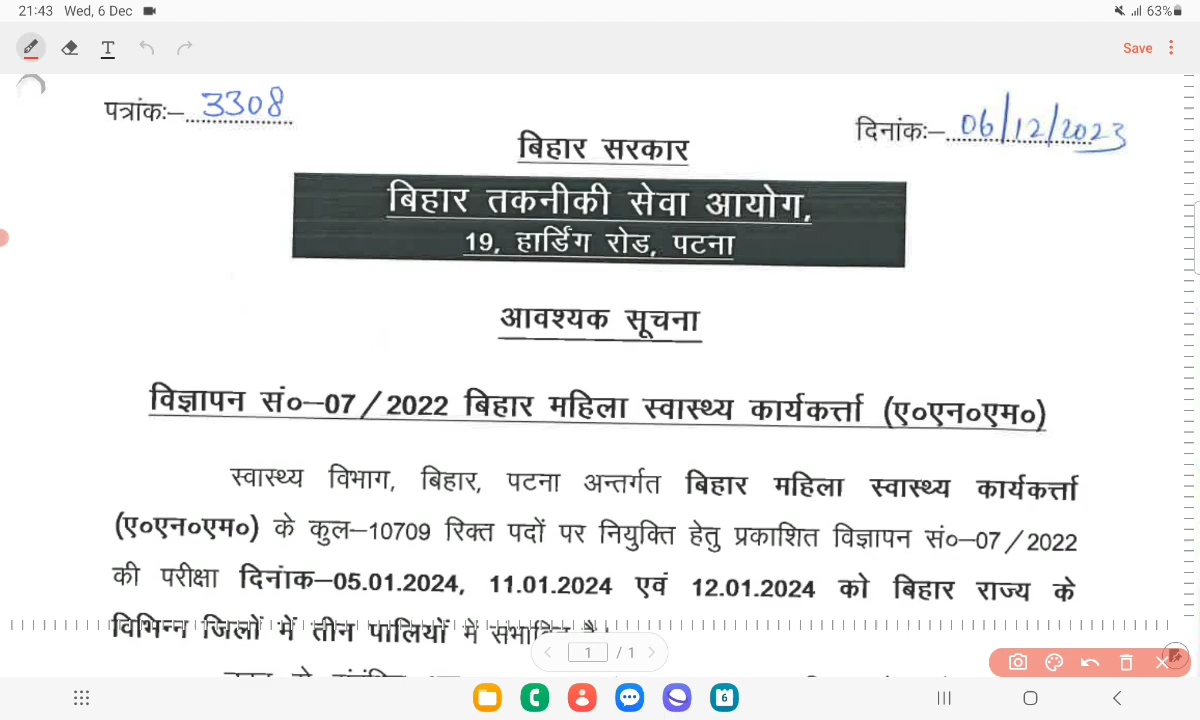 21:43 Wed, 6 Dec 63%
T Save
पत्रांकः– 3308
दिनांकः– 06/12/2023
बिहार सरकार
बिहार तकनीकी सेवा आयोग,
19, हार्डिंग रोड, पटना
आवश्यक सूचना
विज्ञापन सं०–07/2022 बिहार महिला स्वास्थ्य कार्यकर्त्ता (ए०एन०एम०)
स्वास्थ्य विभाग, बिहार, पटना अन्तर्गत बिहार महिला स्वास्थ्य कार्यकर्त्ता
(ए०एन०एम०) के कुल–10709 रिक्त पदों पर नियुक्ति हेतु प्रकाशित विज्ञापन सं०–07/2022
की परीक्षा दिनांक–05.01.2024, 11.01.2024 एवं 12.01.2024 को बिहार राज्य के
विभिन्न जिलों में तीन पालियों में है।
1 / 1
6